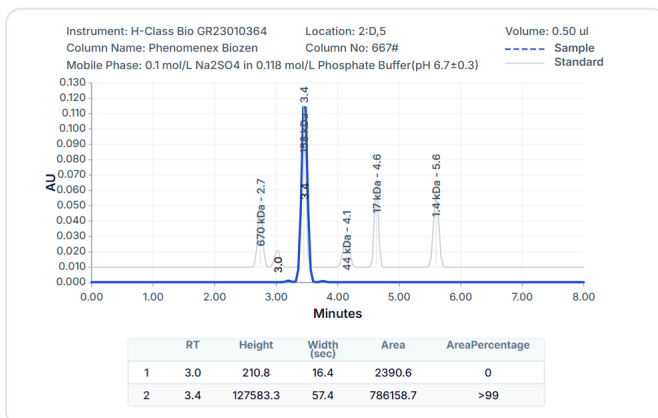 Instrument: H-Class Bio GR23010364 Location: 2:D,5 Volume: 0.50 ul
Column Name: Phenomenex Biozen Column No: 667# Sample
Mobile Phase: 0.1 mol/L Na2SO4 in 0.118 mol/L Phosphate Buffer(pH 6.7±0.3) Standard
0.130
0.120
0.110
0.100
0.090
0.080
0.070
0.060
0.050
0.040
0.030
0.020
0.010
0.000
AU
670 kDa - 2.7
3.0
158 kDa - 3.4
3.4
44 kDa - 4.1
17 kDa - 4.6
1.4 kDa - 5.6
0.00 1.00 2.00 3.00 4.00 5.00 6.00 7.00 8.00
Minutes
RT Height Width (sec) Area AreaPercentage
1 3.0 210.8 16.4 2390.6 0
2 3.4 127583.3 57.4 786158.7 >99